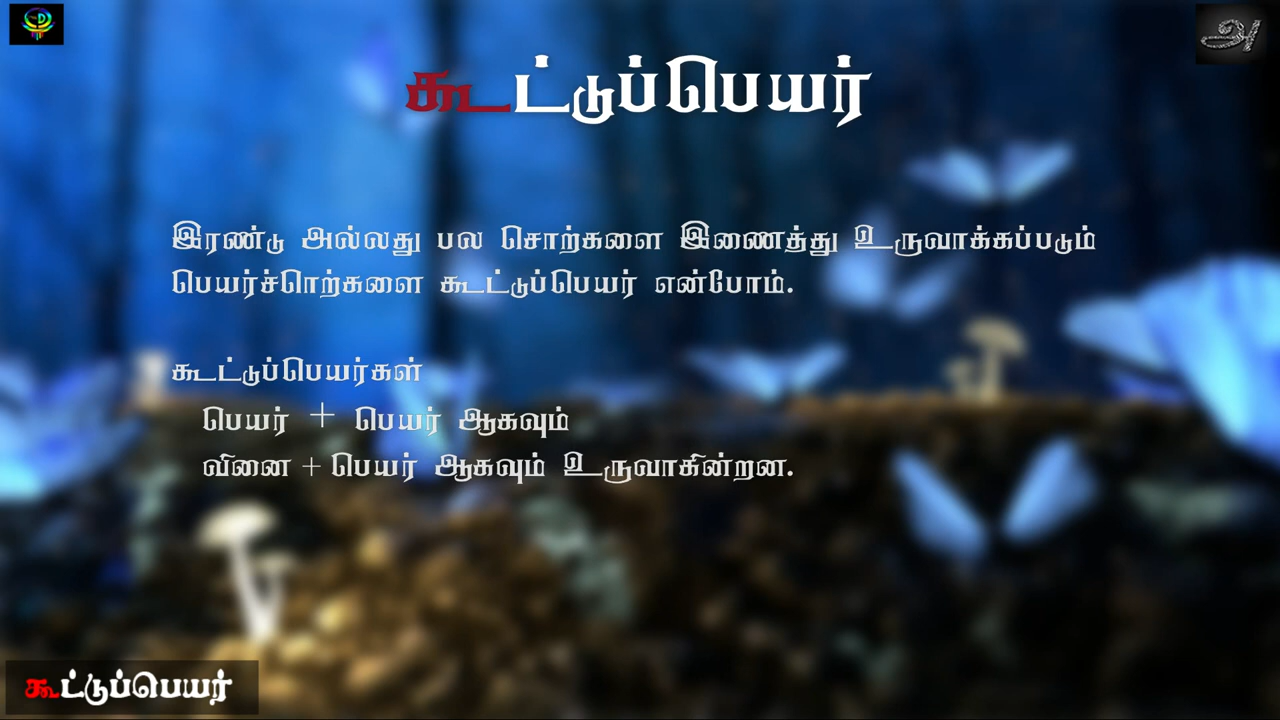 அ
கூட்டுப்பெயர்
இரண்டு அல்லது பல சொற்களை இணைத்து உருவாக்கப்படும்
பெயர்ச்சொற்களை கூட்டுப்பெயர் என்போம்.
கூட்டுப்பெயர்கள்
பெயர் + பெயர் ஆகவும்
வினை + பெயர் ஆகவும் உருவாகின்றன.
கூட்டுப்பெயர்